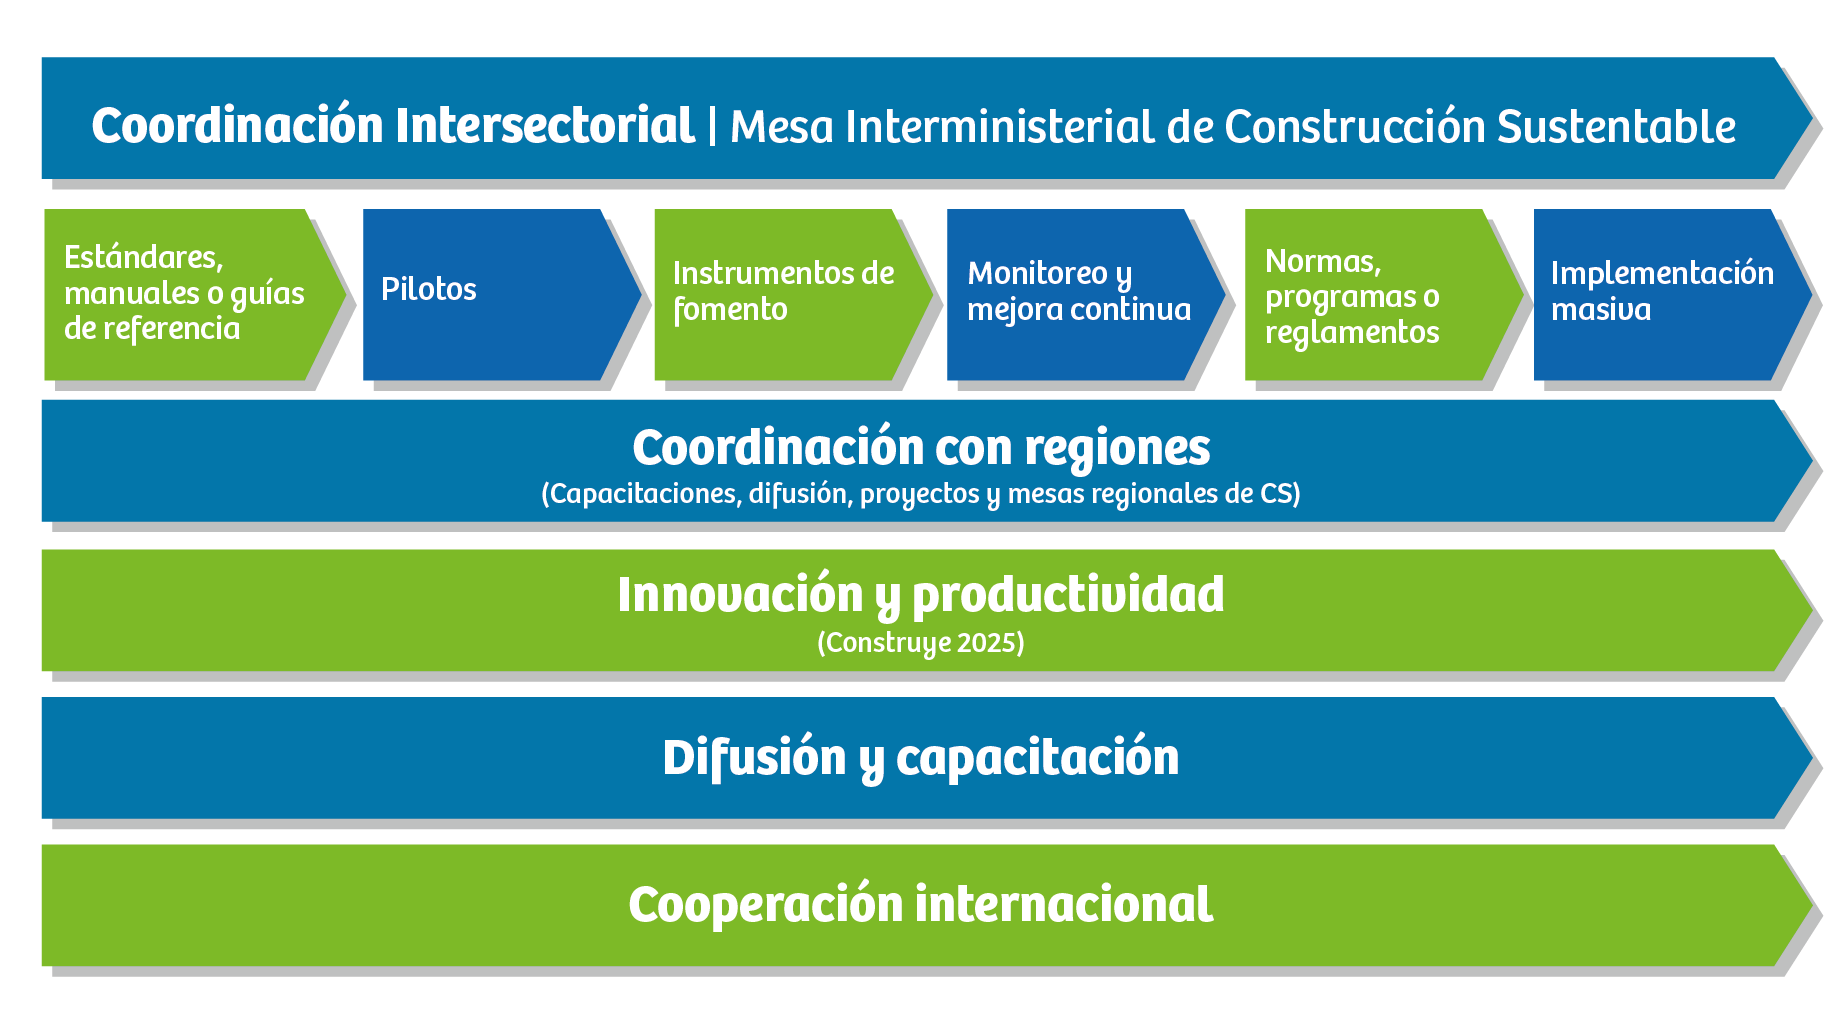 Coordinación Intersectorial | Mesa Interministerial de Construcción Sustentable
Estándares,
manuales o guías
de referencia
Pilotos
Instrumentos de
fomento
Monitoreo y
mejora continua
Normas,
programas o
reglamentos
Implementación
masiva
Coordinación con regiones
(Capacitaciones, difusión, proyectos y mesas regionales de CS)
Innovación y productividad
(Construye 2025)
Difusión y capacitación
Cooperación internacional